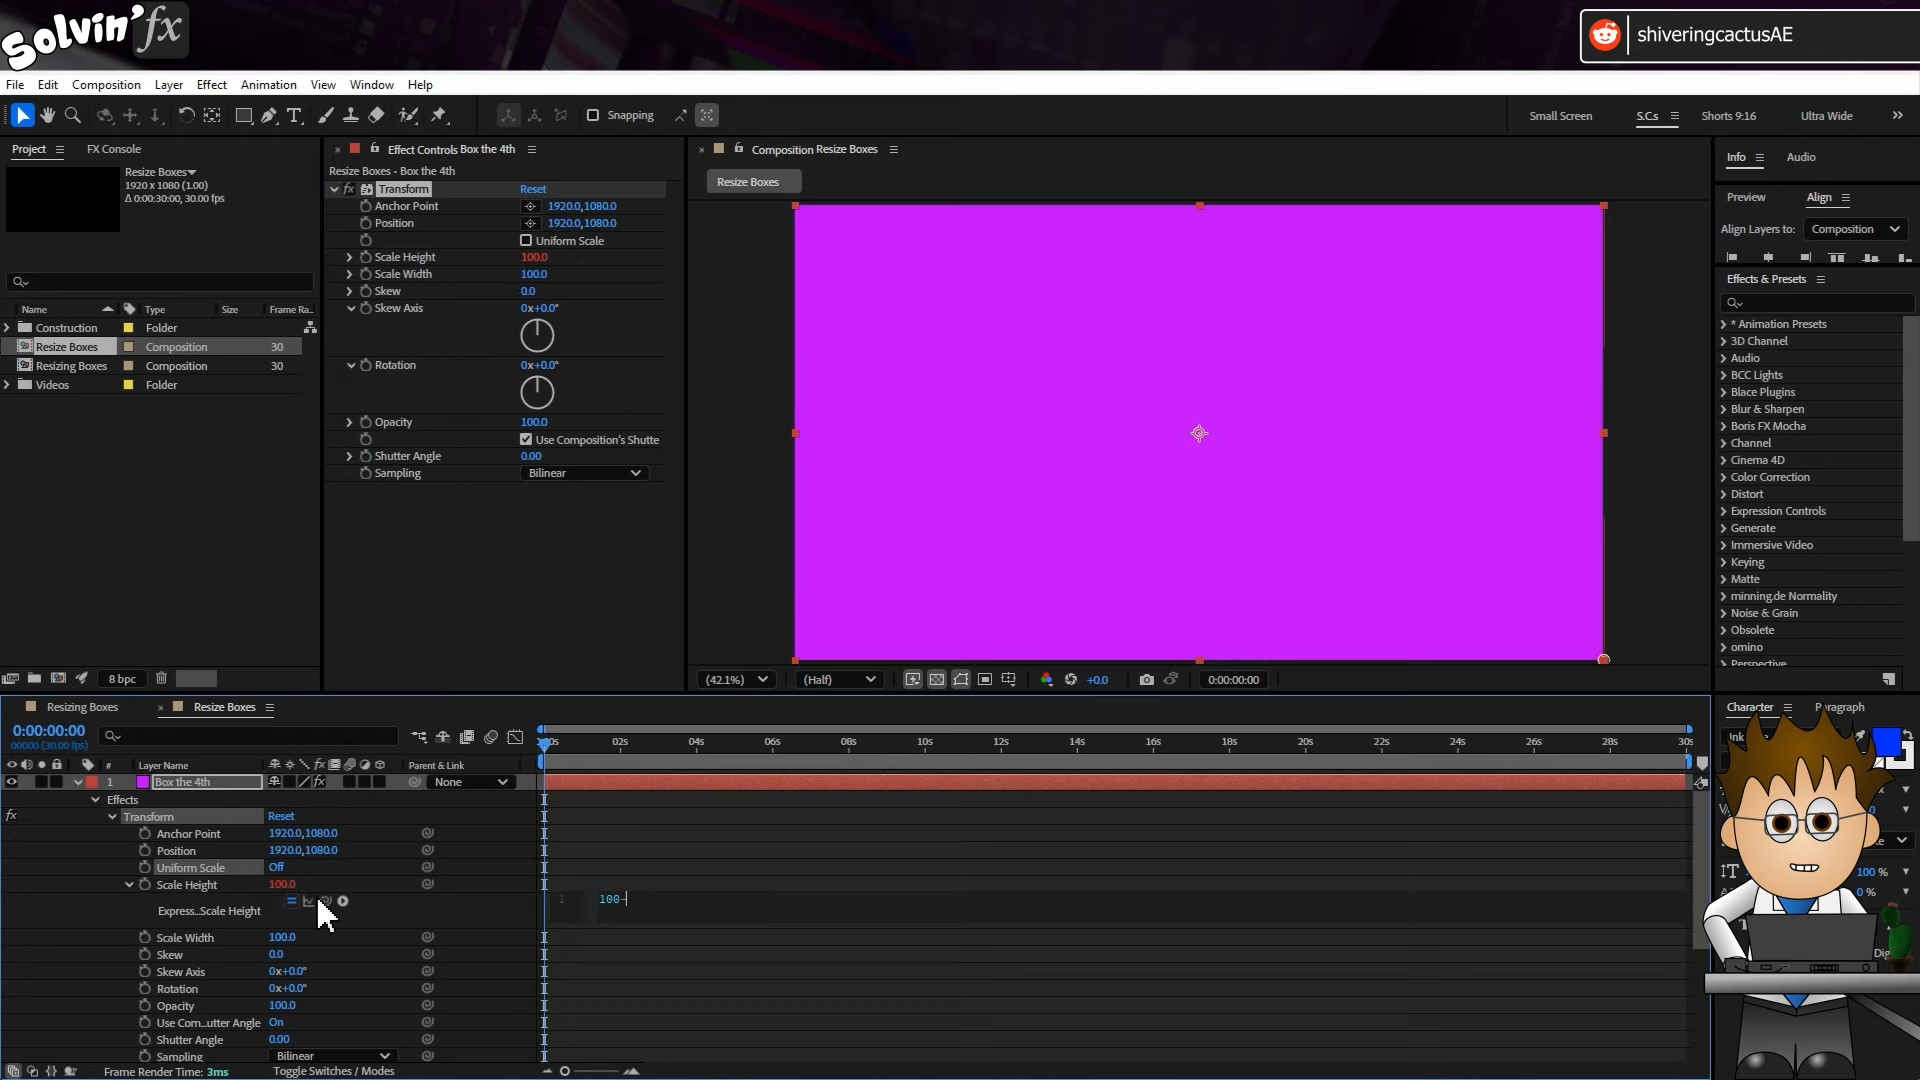 Solvin' fx
shiveringcactusAE
File Edit Composition Layer Effect Animation View Window Help
Snapping
Small Screen S.C.s Shorts 9:16 Ultra Wide
Project FX Console
Resize Boxes
1920 x 1080 (1.00)
Δ 0:00:30:00, 30.00 fps
Name Type Size Frame Ra...
Construction Folder
Resize Boxes Composition 30
Resizing Boxes Composition 30
Videos Folder
8 bpc
Effect Controls Box the 4th
Resize Boxes - Box the 4th
fx Transform Reset
Anchor Point 1920.0,1080.0
Position 1920.0,1080.0
Uniform Scale
Scale Height 100.0
Scale Width 100.0
Skew 0.0
Skew Axis 0x+0.0°
Rotation 0x+0.0°
Opacity 100.0
Use Composition's Shutte
Shutter Angle 0.00
Sampling Bilinear
Composition Resize Boxes
Resize Boxes
(42.1%) (Half) +0.0 0:00:00:00
Info Audio
Preview Align
Align Layers to: Composition
Effects & Presets
* Animation Presets
3D Channel
Audio
BCC Lights
Blace Plugins
Blur & Sharpen
Boris FX Mocha
Channel
Cinema 4D
Color Correction
Distort
Expression Controls
Generate
Immersive Video
Keying
Matte
minning.de Normality
Noise & Grain
Obsolete
omino
Perspective
Resizing Boxes Resize Boxes
0:00:00:00
00000 (30.00 fps)
# Layer Name fx Parent & Link
:00s 02s 04s 06s 08s 10s 12s 14s 16s 18s 20s 22s 24s 26s 28s 30s
1 Box the 4th fx None
Effects
fx Transform Reset
Anchor Point 1920.0,1080.0
Position 1920.0,1080.0
Uniform Scale Off
Scale Height 100.0
Express...Scale Height
1 100-
Scale Width 100.0
Skew 0.0
Skew Axis 0x+0.0°
Rotation 0x+0.0°
Opacity 100.0
Use Com...utter Angle On
Shutter Angle 0.00
Sampling Bilinear
Frame Render Time: 3ms Toggle Switches / Modes
Character Paragraph
Ink
100 %